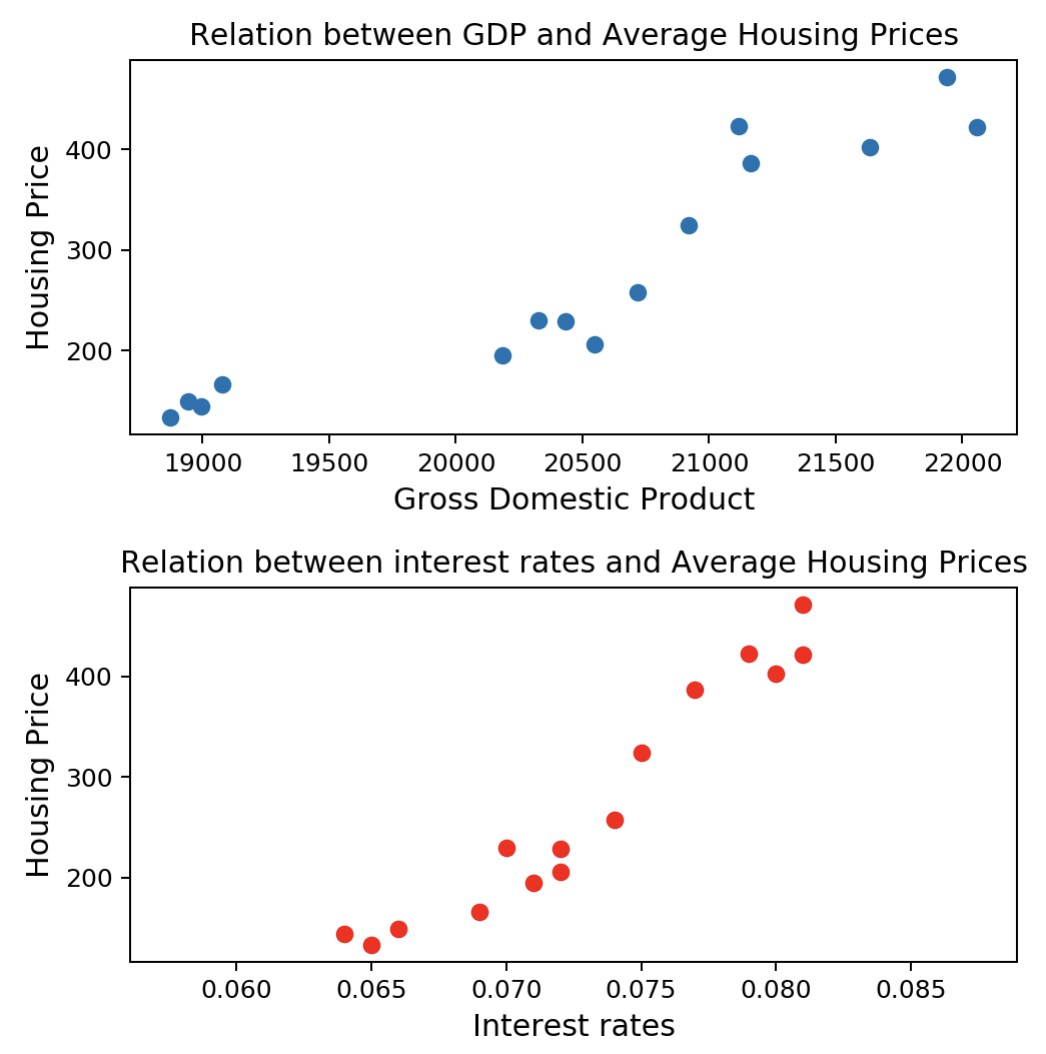 Relation between GDP and Average Housing Prices
Housing Price
400
300
200
19000 19500 20000 20500 21000 21500 22000
Gross Domestic Product
Relation between interest rates and Average Housing Prices
Housing Price
400
300
200
0.060 0.065 0.070 0.075 0.080 0.085
Interest rates